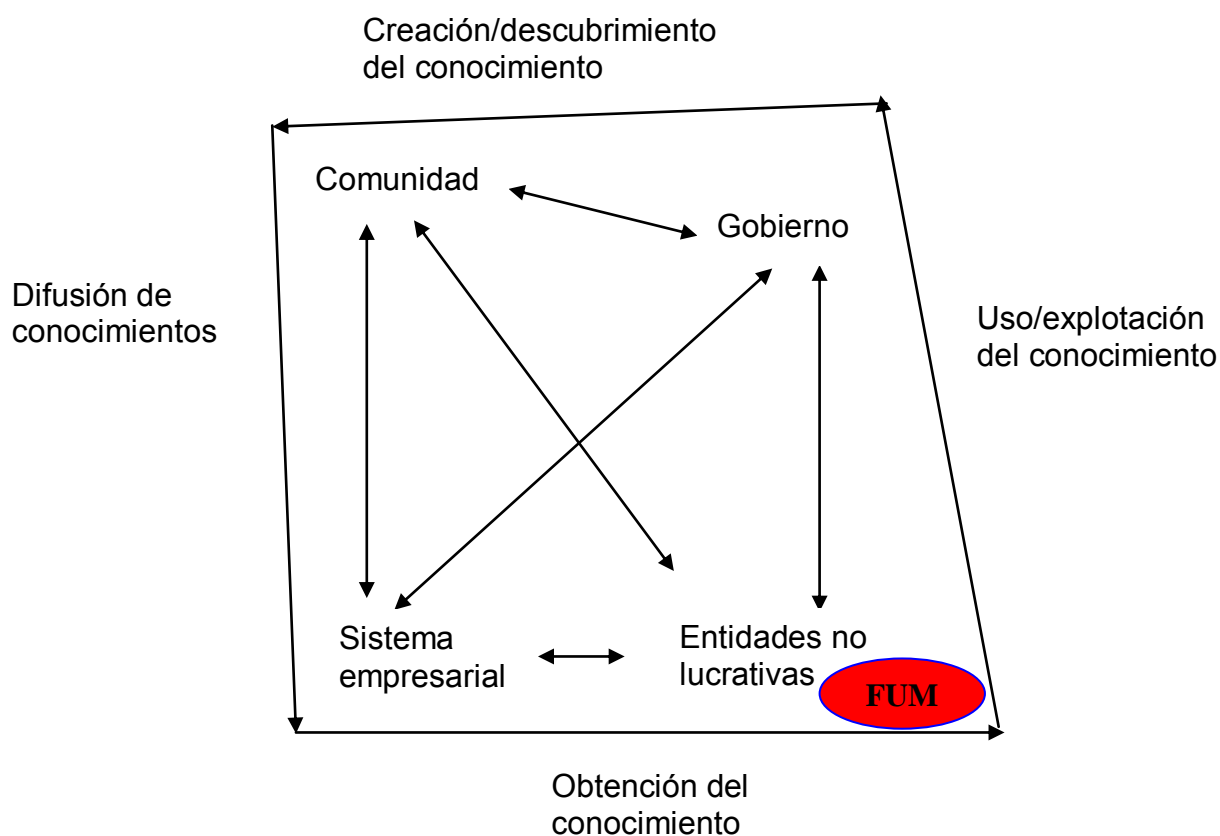 Creación/descubrimiento
del conocimiento
Comunidad
Gobierno
Difusión de
conocimientos
Uso/explotación
del conocimiento
Sistema
empresarial
Entidades no
lucrativas
FUM
Obtención del
conocimiento